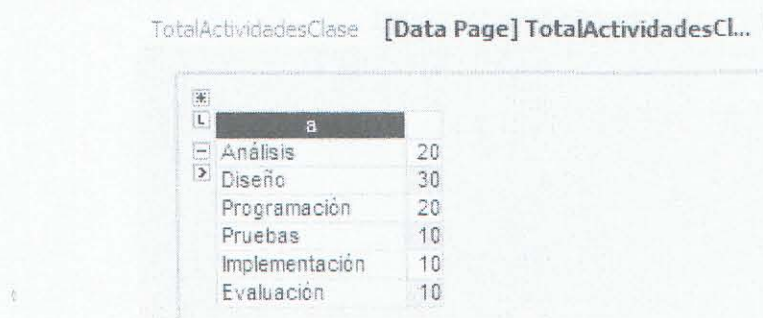 TotalActividadesClase [Data Page] TotalActividadesCl...
L a
Análisis 20
Diseño 30
Programación 20
Pruebas 10
Implementación 10
Evaluación 10